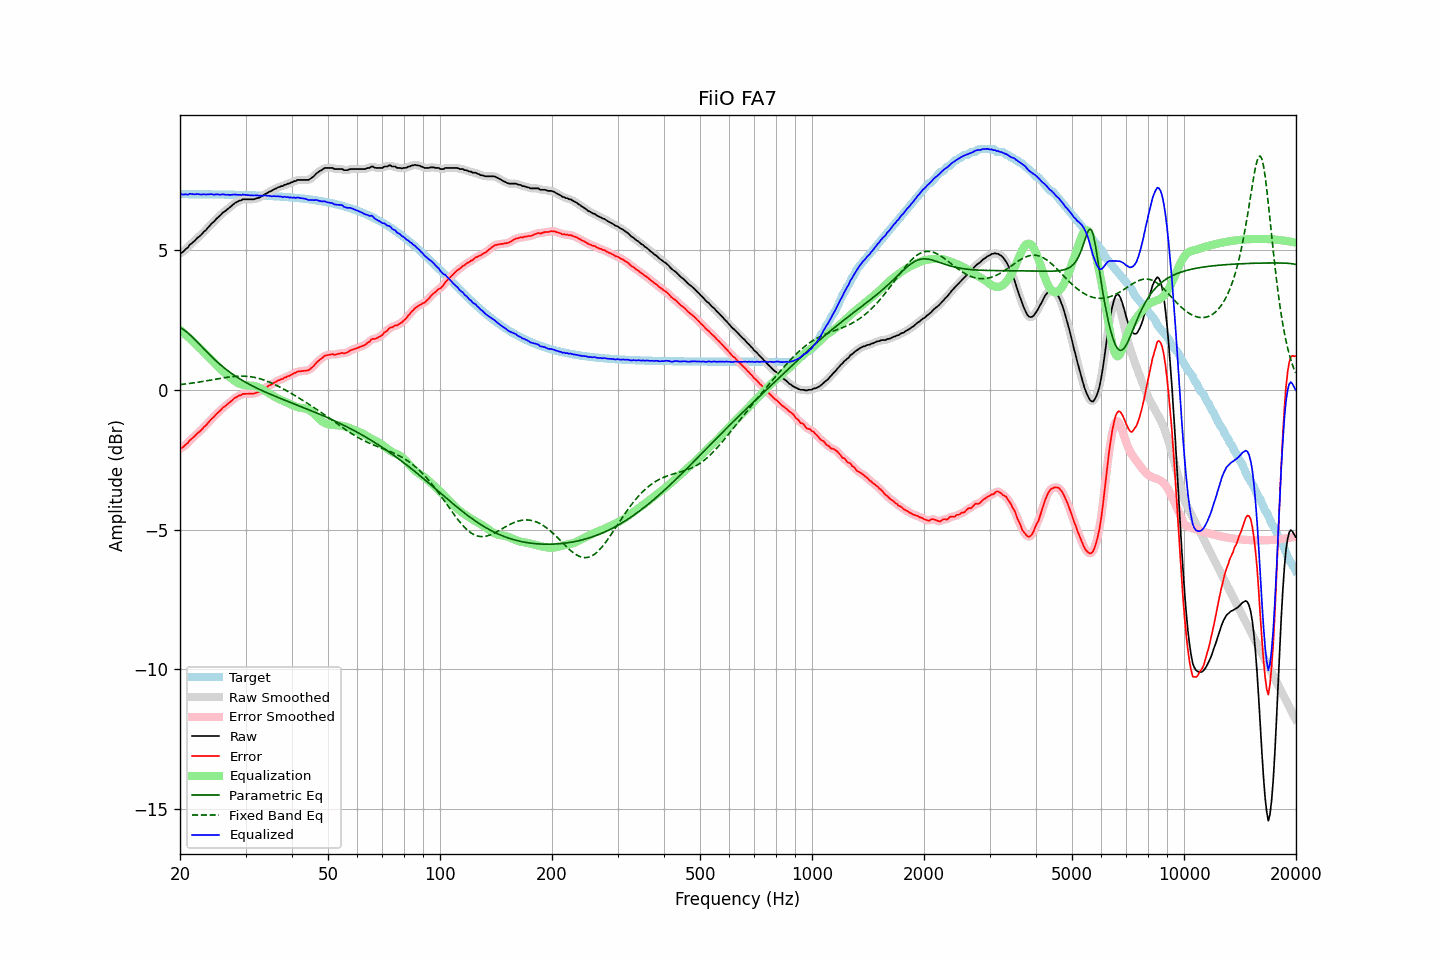 FiiO FA7
Amplitude (dBr)
5
0
−5
−10
−15
Target
Raw Smoothed
Error Smoothed
Raw
Error
Equalization
Parametric Eq
Fixed Band Eq
Equalized
20 50 100 200 500 1000 2000 5000 10000 20000
Frequency (Hz)